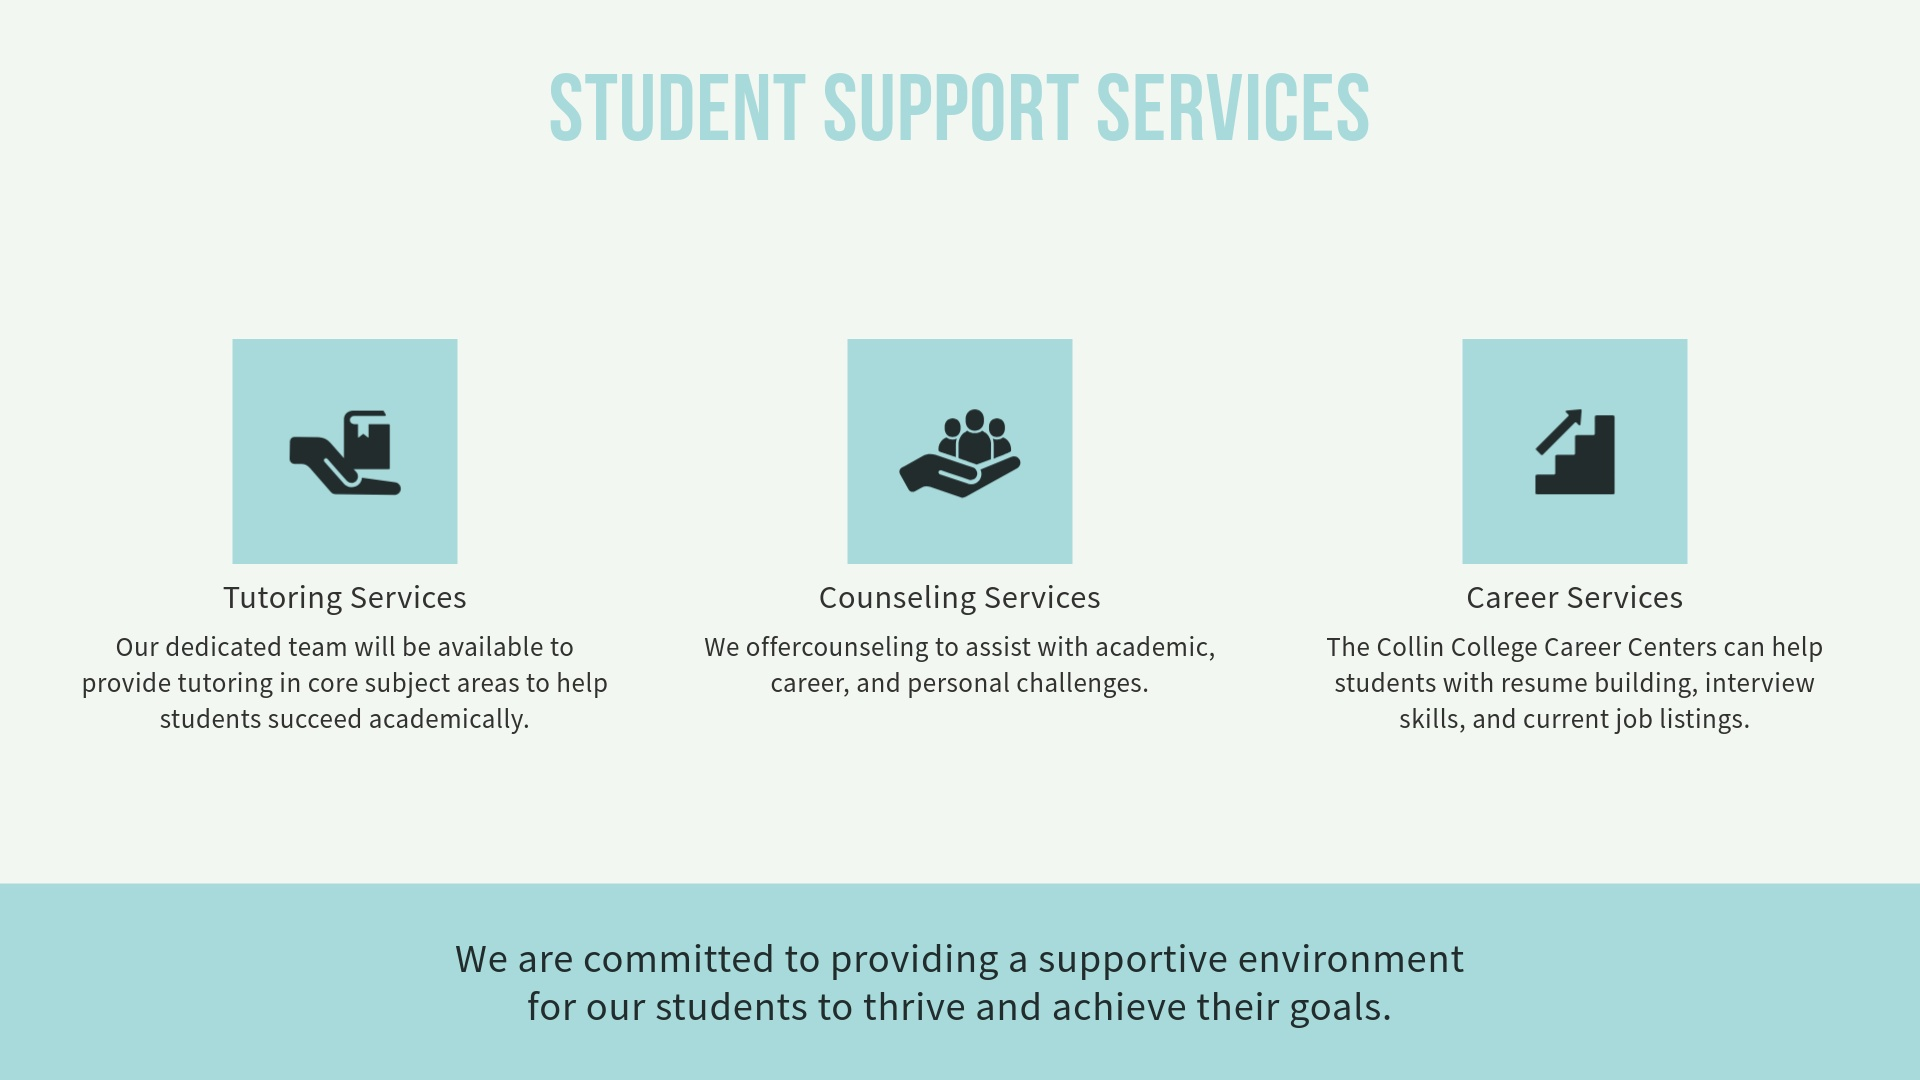 STUDENT SUPPORT SERVICES
Tutoring Services
Our dedicated team will be available to
provide tutoring in core subject areas to help
students succeed academically.
Counseling Services
We offercounseling to assist with academic,
career, and personal challenges.
Career Services
The Collin College Career Centers can help
students with resume building, interview
skills, and current job listings.
We are committed to providing a supportive environment
for our students to thrive and achieve their goals.